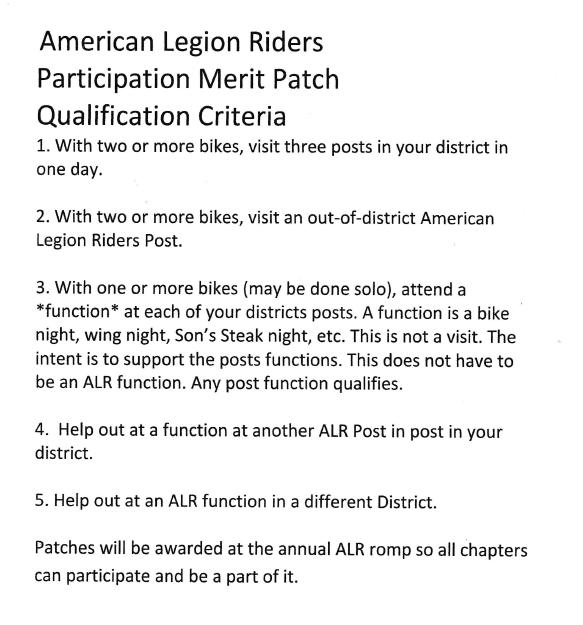 American Legion Riders
Participation Merit Patch
Qualification Criteria
1. With two or more bikes, visit three posts in your district in
one day.
2. With two or more bikes, visit an out-of-district American
Legion Riders Post.
3. With one or more bikes (may be done solo), attend a
*function* at each of your districts posts. A function is a bike
night, wing night, Son's Steak night, etc. This is not a visit. The
intent is to support the posts functions. This does not have to
be an ALR function. Any post function qualifies.
4.  Help out at a function at another ALR Post in post in your
district.
5. Help out at an ALR function in a different District.
Patches will be awarded at the annual ALR romp so all chapters
can participate and be a part of it.